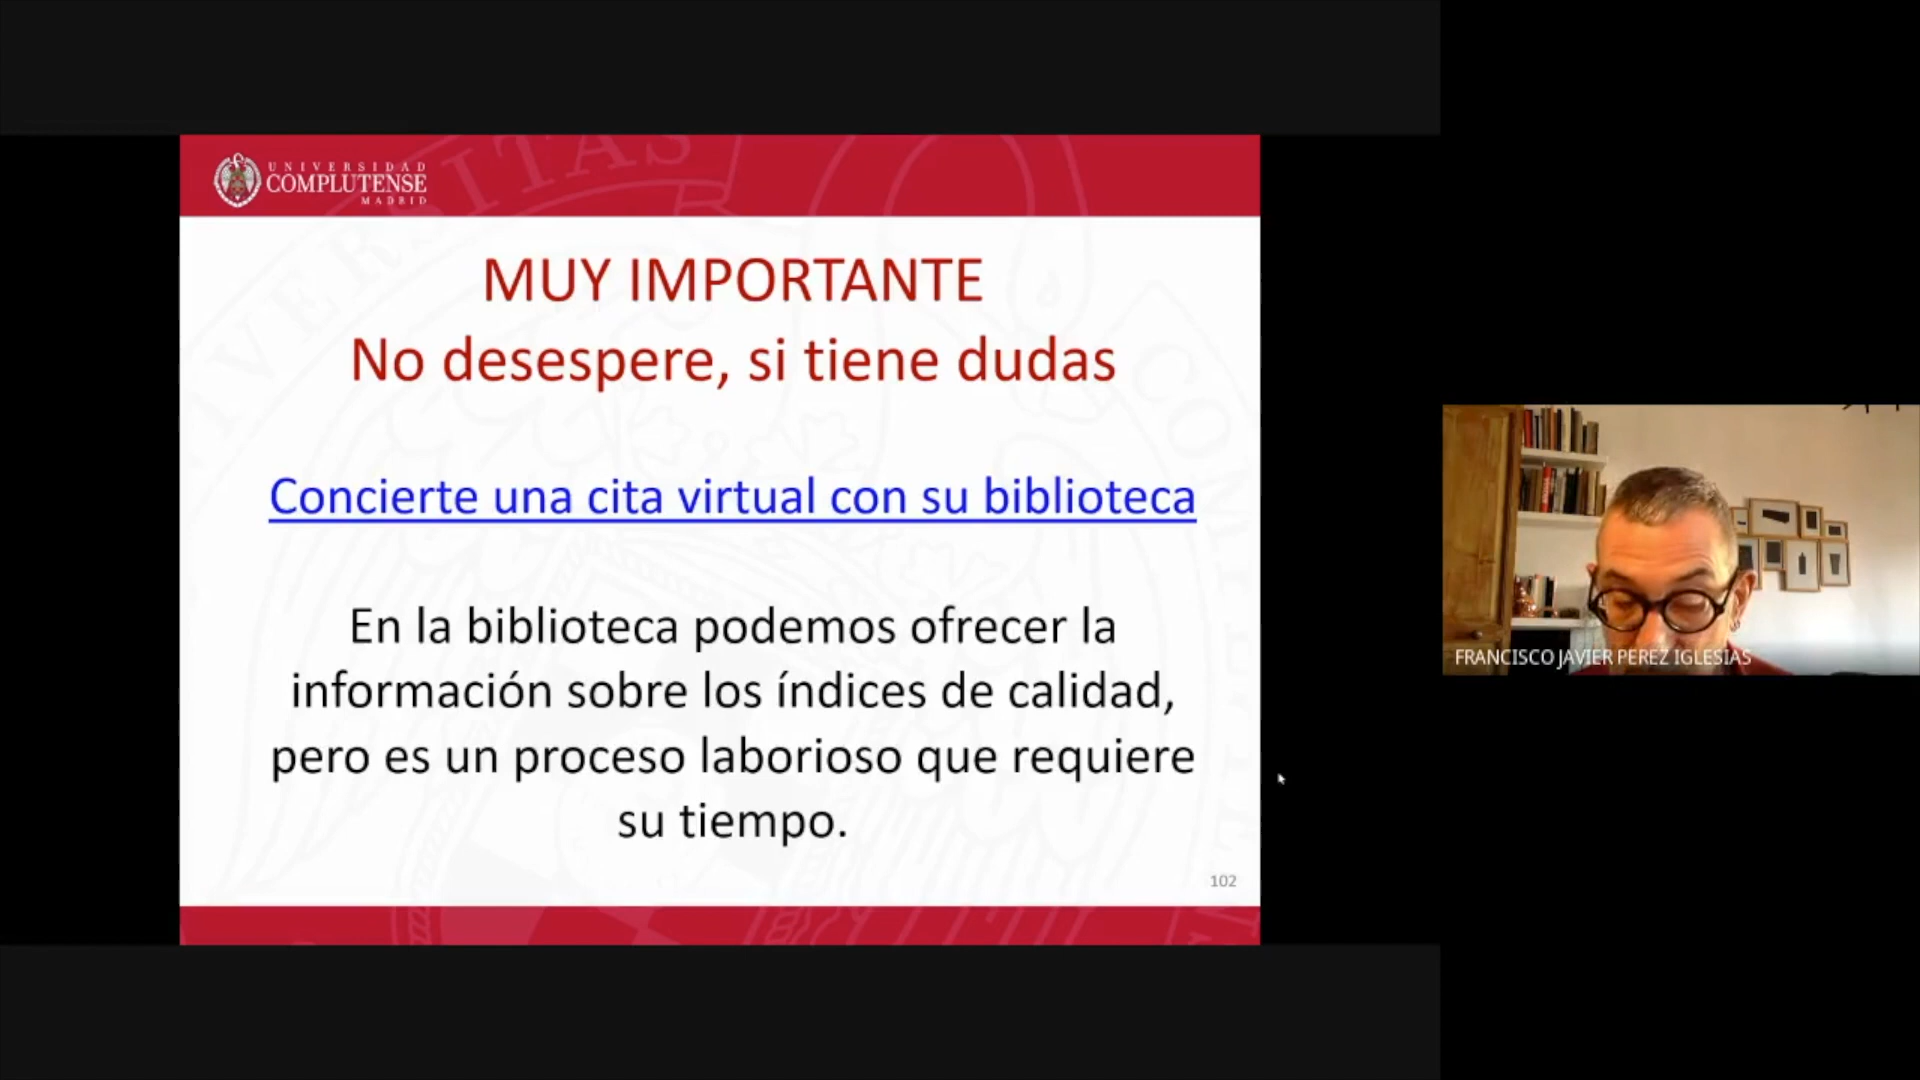 UNIVERSIDAD
COMPLUTENSE
MADRID
MUY IMPORTANTE
No desespere, si tiene dudas
Concierte una cita virtual con su biblioteca
En la biblioteca podemos ofrecer la
información sobre los índices de calidad,
pero es un proceso laborioso que requiere
su tiempo.
102
FRANCISCO JAVIER PEREZ IGLESIAS